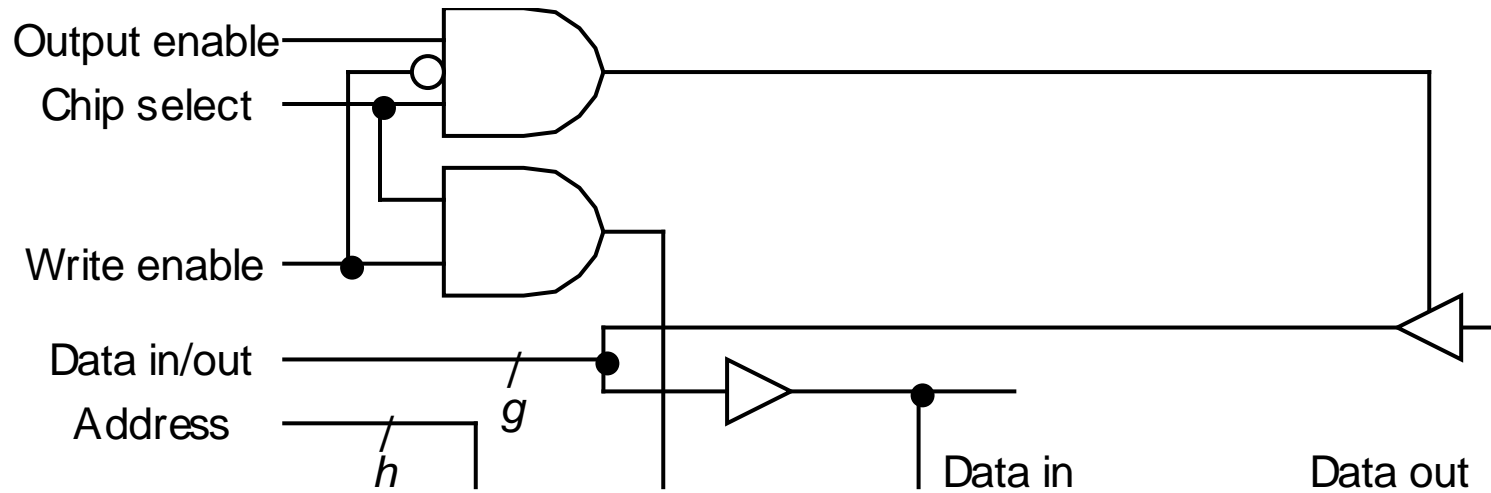 Output enable
Chip select
Write enable
Data in/out
g
Address
h
Data in
Data out